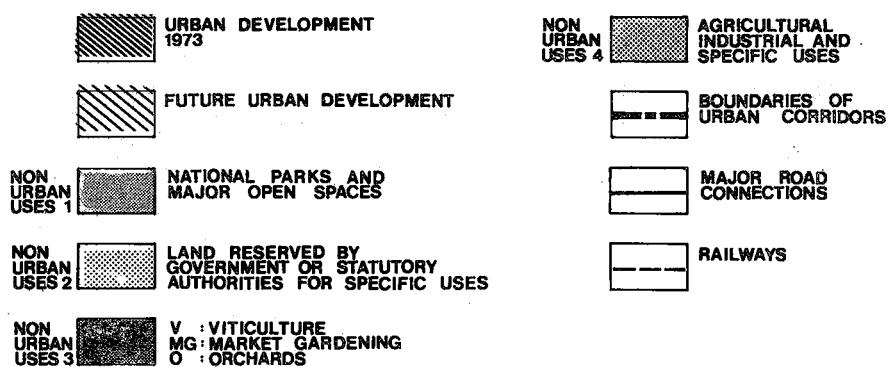 URBAN DEVELOPMENT
1973
FUTURE URBAN DEVELOPMENT
NON
URBAN
USES 1
NATIONAL PARKS AND
MAJOR OPEN SPACES
NON
URBAN
USES 2
LAND RESERVED BY
GOVERNMENT OR STATUTORY
AUTHORITIES FOR SPECIFIC USES
NON
URBAN
USES 3
V : VITICULTURE
MG : MARKET GARDENING
O : ORCHARDS
NON
URBAN
USES 4
AGRICULTURAL
INDUSTRIAL AND
SPECIFIC USES
BOUNDARIES OF
URBAN CORRIDORS
MAJOR ROAD
CONNECTIONS
RAILWAYS